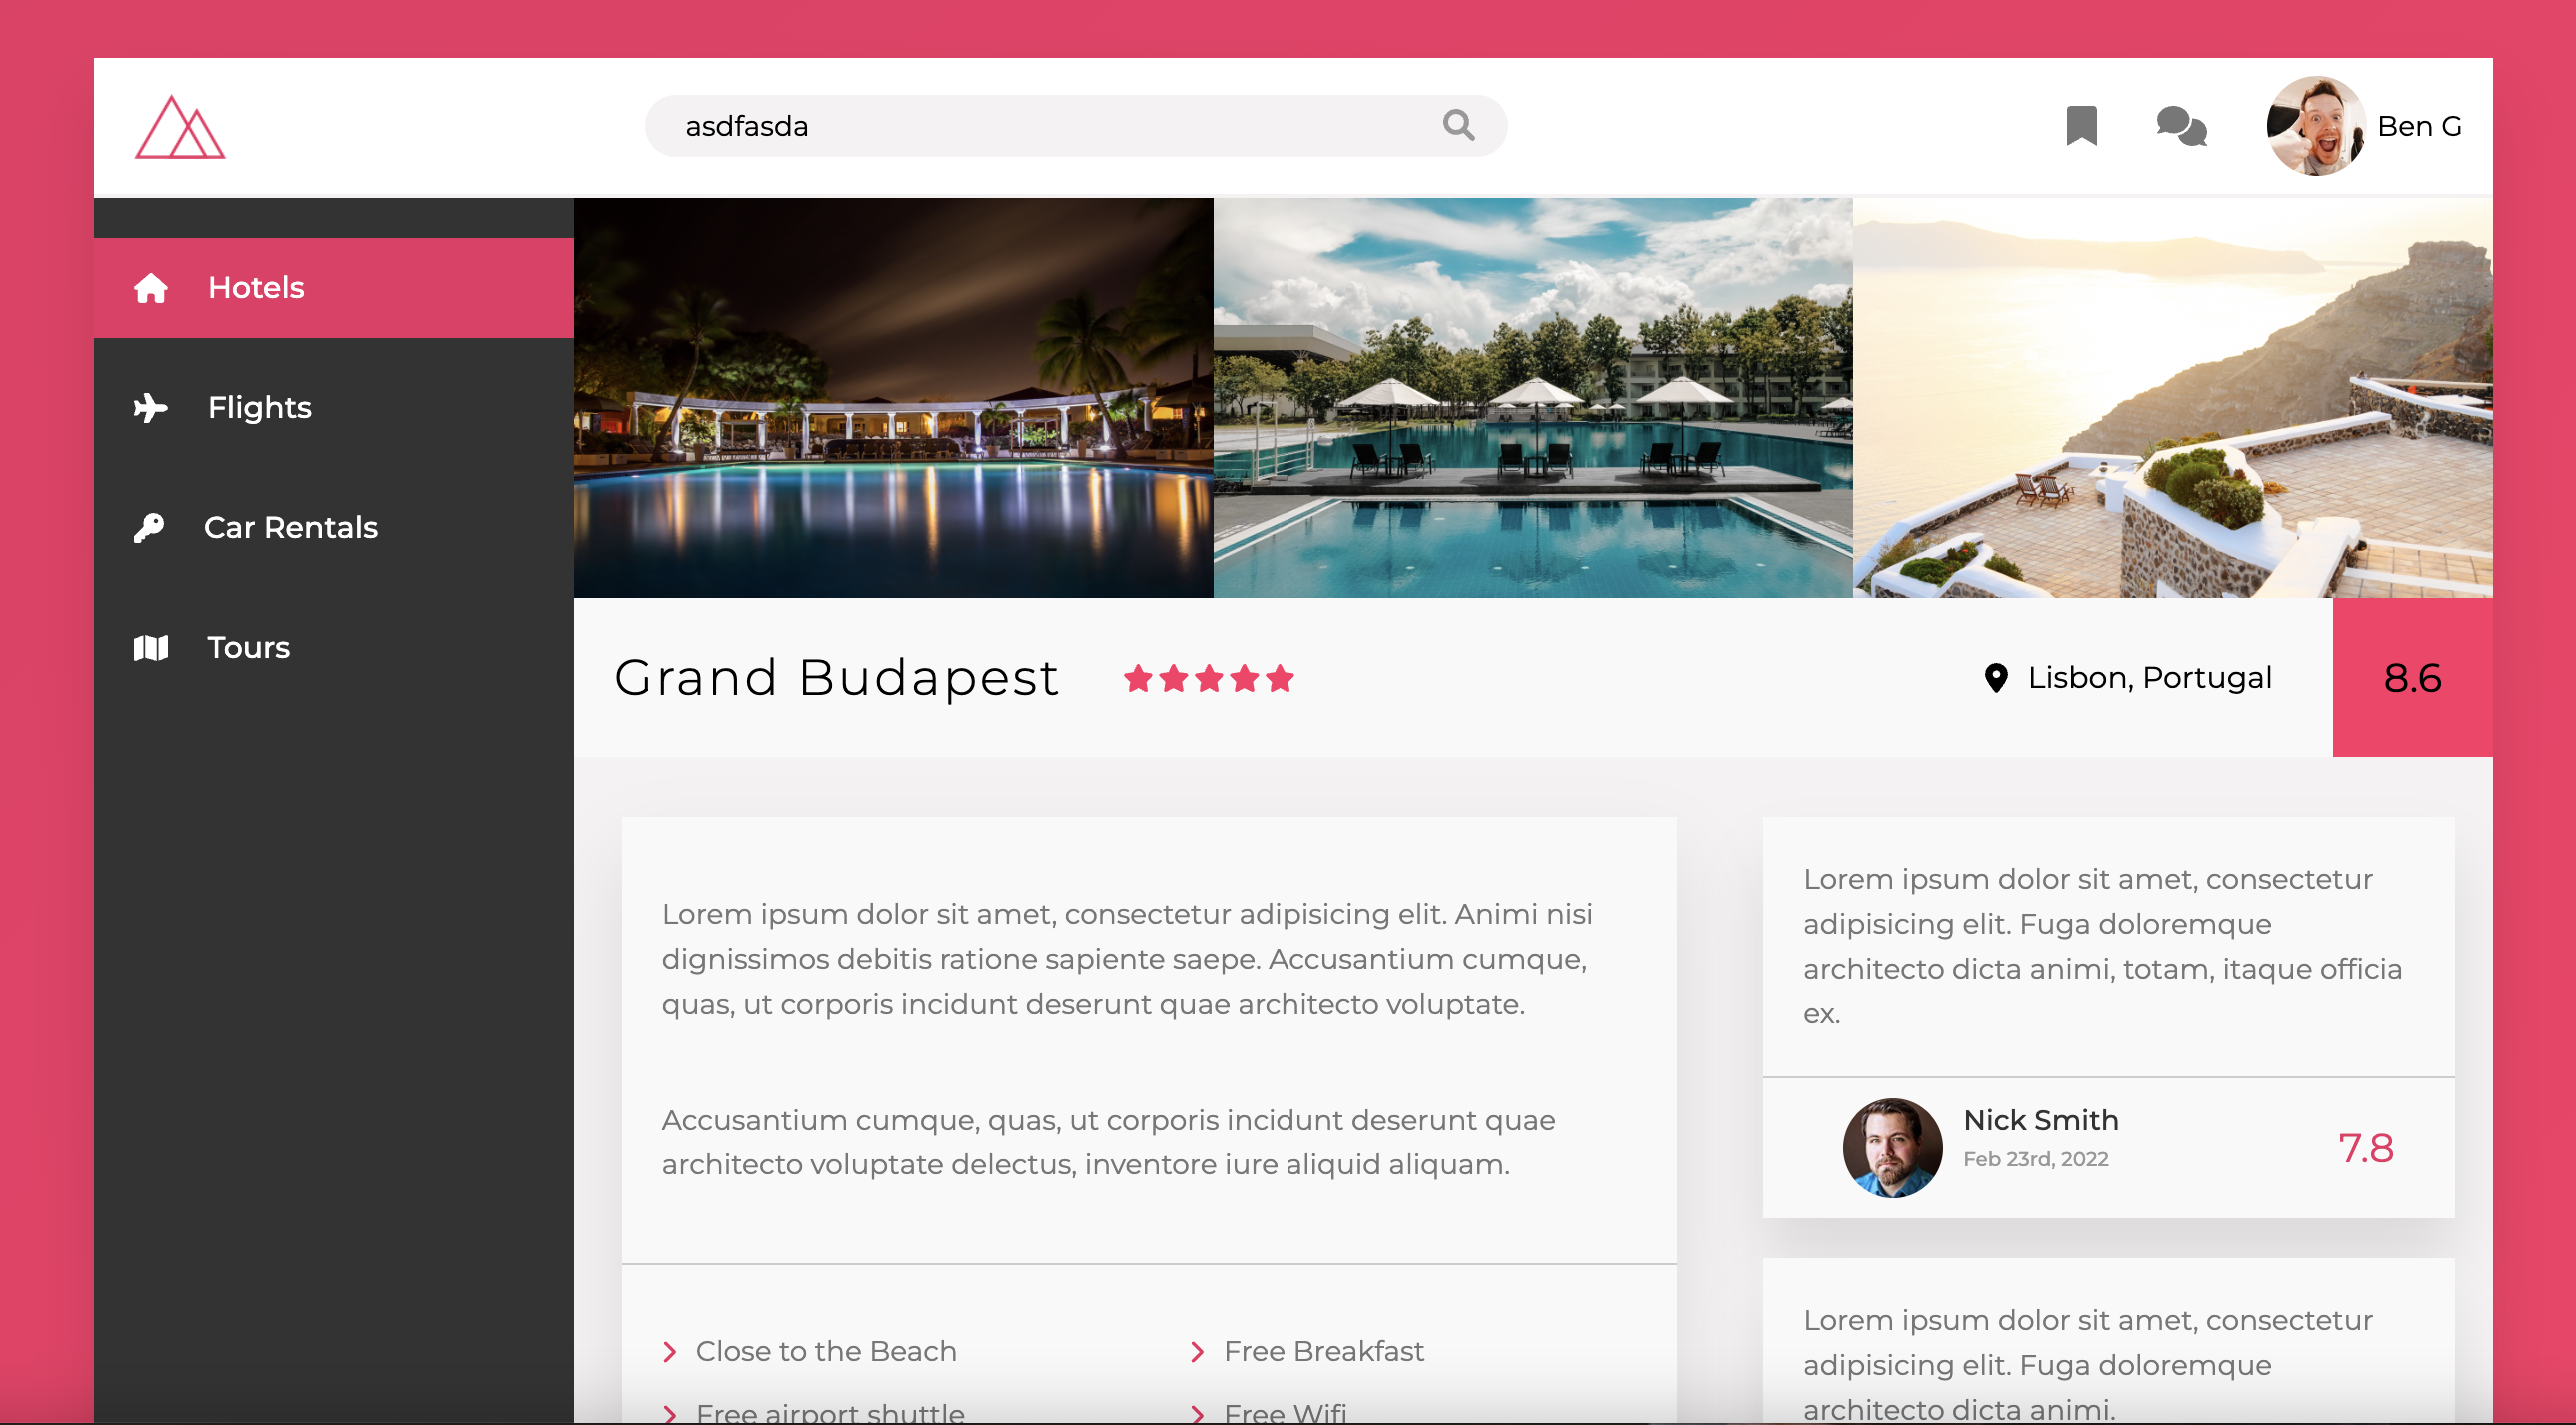 asdfasda
Ben G
Hotels
Flights
Car Rentals
Tours
Grand Budapest
Lisbon, Portugal
8.6
Lorem ipsum dolor sit amet, consectetur adipisicing elit. Animi nisi
dignissimos debitis ratione sapiente saepe. Accusantium cumque,
quas, ut corporis incidunt deserunt quae architecto voluptate.
Accusantium cumque, quas, ut corporis incidunt deserunt quae
architecto voluptate delectus, inventore iure aliquid aliquam.
Close to the Beach
Free Breakfast
Free airport shuttle
Free Wifi
Lorem ipsum dolor sit amet, consectetur
adipisicing elit. Fuga doloremque
architecto dicta animi, totam, itaque officia
ex.
Nick Smith
Feb 23rd, 2022
7.8
Lorem ipsum dolor sit amet, consectetur
adipisicing elit. Fuga doloremque
architecto dicta animi.